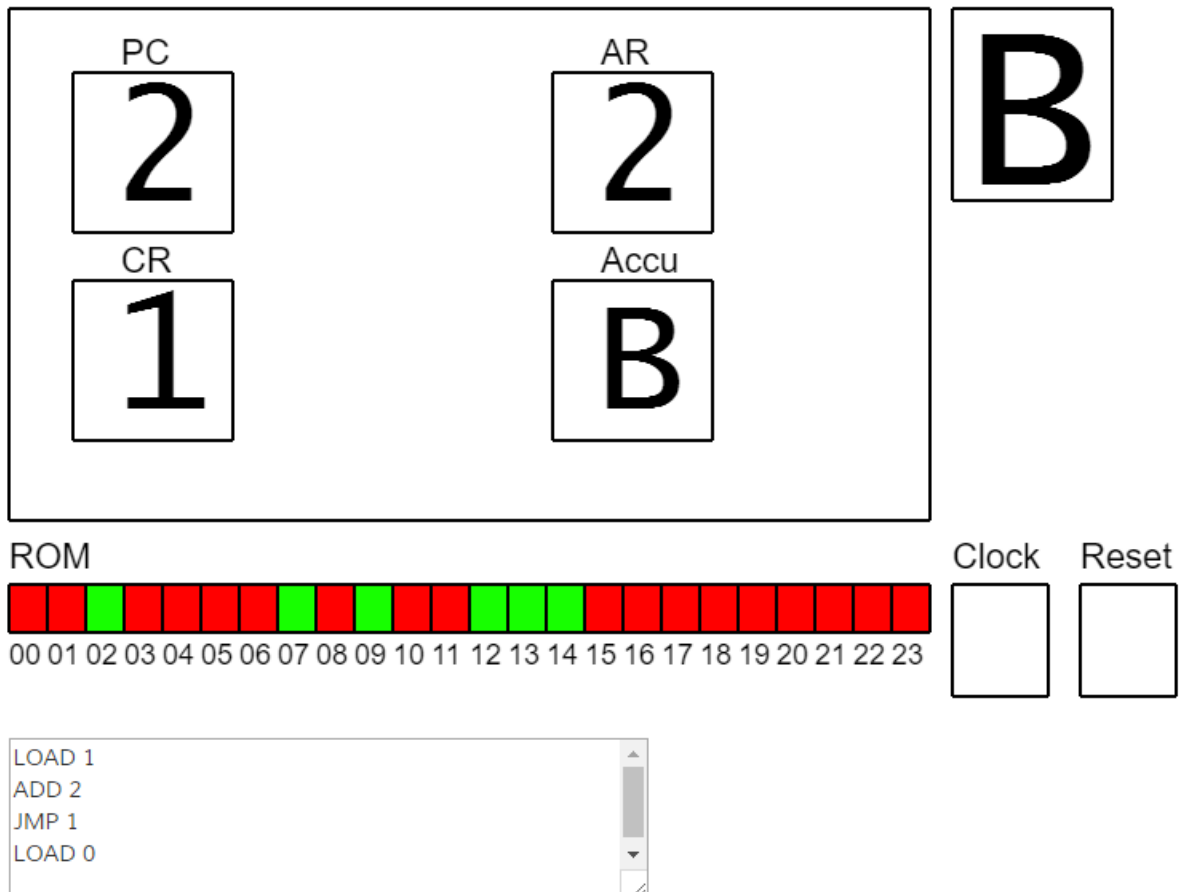 PC
AR
2
2
B
CR
Accu
1
B
ROM
Clock
Reset
00 01 02 03 04 05 06 07 08 09 10 11 12 13 14 15 16 17 18 19 20 21 22 23
LOAD 1
ADD 2
JMP 1
LOAD 0